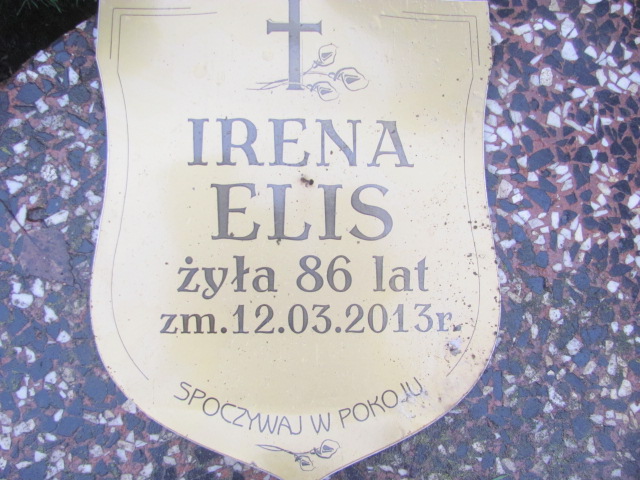 IRENA
ELIS
żyła 86 lat
zm.12.03.2013r.
SPOCZYWAJ W POKOJU